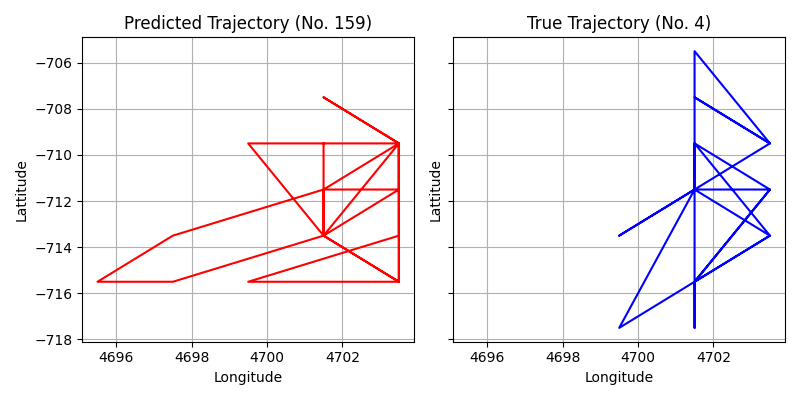 Predicted Trajectory (No. 159)
True Trajectory (No. 4)
Lattitude
−706
−708
−710
−712
−714
−716
−718
4696
4698
4700
4702
Longitude
Lattitude
4696
4698
4700
4702
Longitude